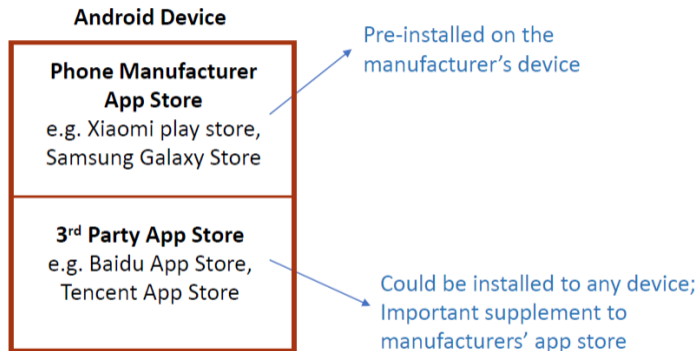 Android Device
Phone Manufacturer
App Store
e.g. Xiaomi play store,
Samsung Galaxy Store
Pre-installed on the
manufacturer's device
3rd Party App Store
e.g. Baidu App Store,
Tencent App Store
Could be installed to any device;
Important supplement to
manufacturers' app store